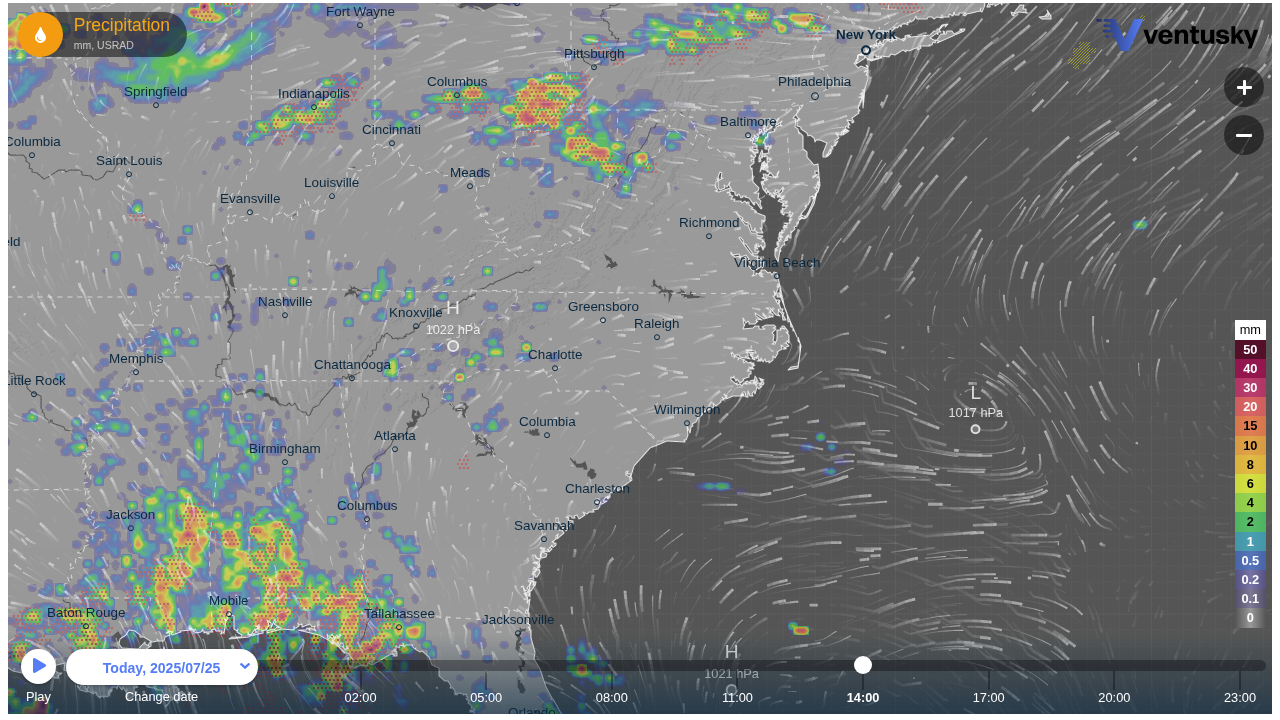 Precipitation
mm, USRAD
Fort Wayne
New York
ventusky
Pittsburgh
Springfield
Indianapolis
Columbus
Philadelphia
+
Cincinnati
Baltimore
−
Columbia
Saint Louis
Meads
Louisville
Evansville
Richmond
eld
Virginia Beach
Nashville
Knoxville
H
1022 hPa
Greensboro
Raleigh
mm
50
Memphis
Chattanooga
Charlotte
40
Little Rock
30
L
1017 hPa
20
Wilmington
Columbia
15
Atlanta
10
Birmingham
8
6
Charleston
4
Columbus
Jackson
2
Savannah
1
0.5
0.2
Mobile
0.1
Baton Rouge
Tallahassee
Jacksonville
0
H
1021 hPa
Today, 2025/07/25
Play
Change date
02:00
05:00
08:00
11:00
14:00
17:00
20:00
23:00
Orlando